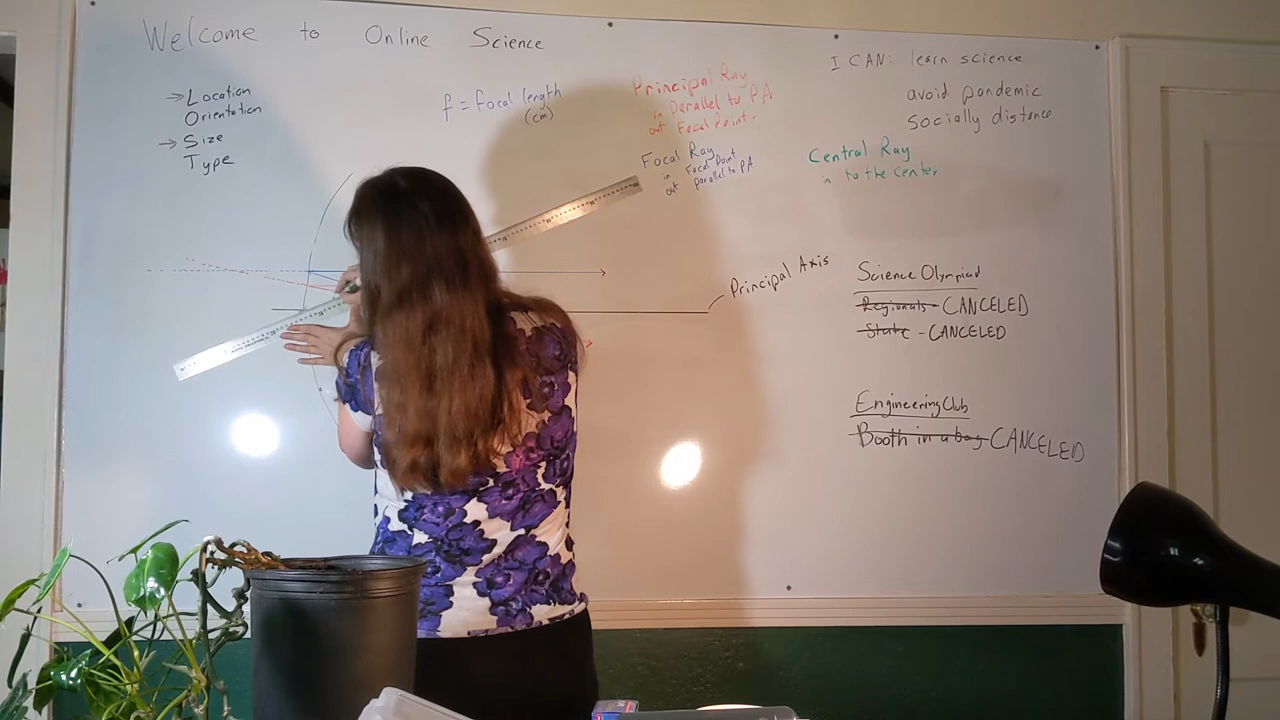 Welcome to Online Science
→Location
Orientation
→Size
Type
f = focal length
(cm)
Principal Ray
in Parallel to PA
out Focal Point.
Focal Ray
in Focal Point
out parallel to PA
Central Ray
in to the center
I CAN: learn science
avoid pandemic
socially distance
Principal Axis
Science Olympiad
Regionals - CANCELED
State - CANCELED
Engineering Club
Booth in a bag CANCELED